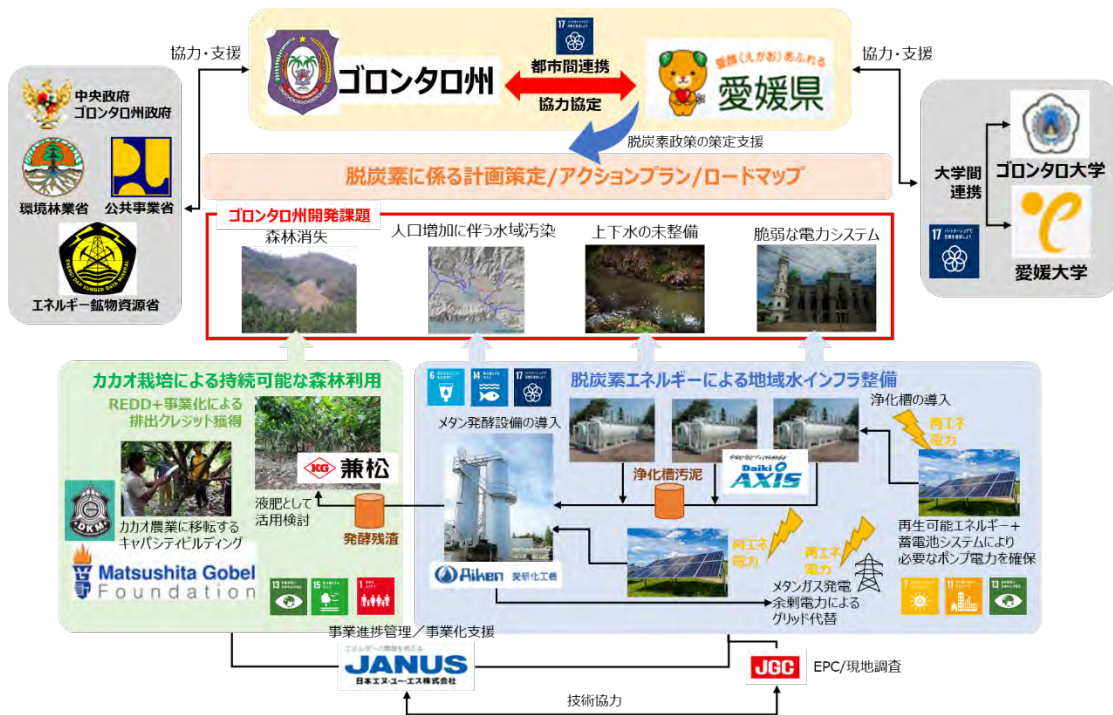 17
協力・支援
都市間連携
愛顔(えがお)あふれる
協力・支援
ゴロンタロ州
愛媛県
協力協定
中央政府
ゴロンタロ州政府
環境林業省
公共事業省
エネルギー鉱物資源省
脱炭素政策の策定支援
大学間
連携
ゴロンタロ大学
17
愛媛大学
脱炭素に係る計画策定/アクションプラン/ロードマップ
ゴロンタロ州開発課題
森林消失
人口増加に伴う水域汚染
上下水の未整備
脆弱な電力システム
カカオ栽培による持続可能な森林利用
REDD+事業化による
排出クレジット獲得
KG 兼松
DKM
カカオ農業に移転する
キャパシティビルディング
液肥として
活用検討
発酵残渣
Matsushita Gobel
Foundation
13
15
1
脱炭素エネルギーによる地域水インフラ整備
6
14
17
メタン発酵設備の導入
浄化槽の導入
再エネ
電力
浄化槽汚泥
Daiki
AXIS
再生可能エネルギー+
蓄電池システムにより
必要なポンプ電力を確保
再エネ
電力
再エネ
電力
Aiken 愛研化工機
メタンガス発電
余剰電力による
グリッド代替
7
11
13
事業進捗管理/事業化支援
JANUS
日本エヌ・ユー・エス株式会社
JGC
EPC/現地調査
技術協力